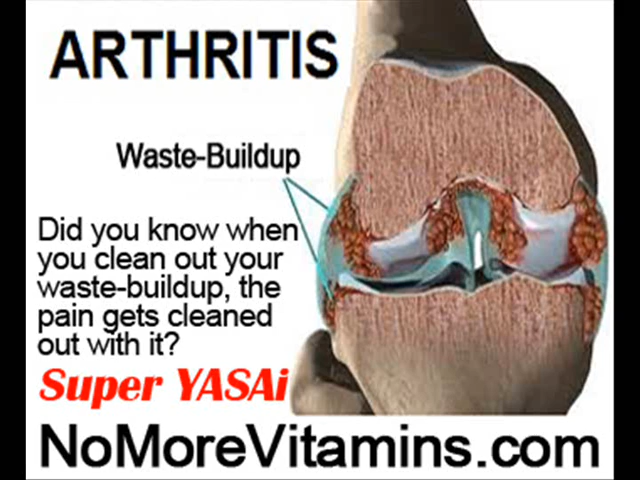 ARTHRITIS
Waste-Buildup
Did you know when
you clean out your
waste-buildup, the
pain gets cleaned
out with it?
Super YASAi
NoMoreVitamins.com